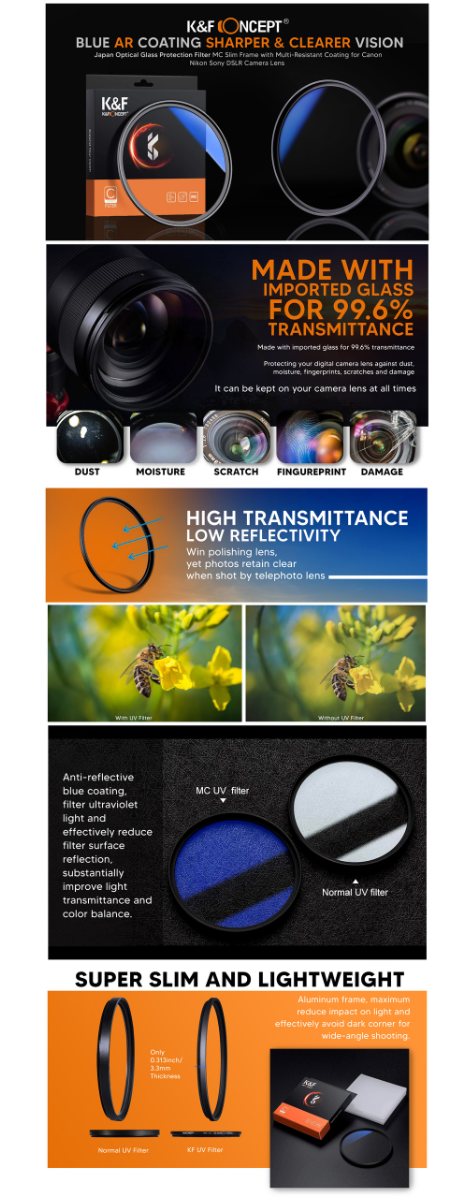 K&F CONCEPT®
BLUE AR COATING SHARPER & CLEARER VISION
Japan Optical Glass Protection Filter MC Slim Frame with Multi-Resistant Coating for Canon
Nikon Sony DSLR Camera Lens
K&F
K&F CONCEPT
C
MADE WITH
IMPORTED GLASS
FOR 99.6%
TRANSMITTANCE
Made with imported glass for 99.6% transmittance
Protecting your digital camera lens against dust,
moisture, fingerprints, scratches and damage
It can be kept on your camera lens at all times
DUST
MOISTURE
SCRATCH
FINGUREPRINT
DAMAGE
HIGH TRANSMITTANCE
LOW REFLECTIVITY
Win polishing lens,
yet photos retain clear
when shot by telephoto lens
With UV Filter
Without UV Filter
Anti-reflective
blue coating,
filter ultraviolet
light and
effectively reduce
filter surface
reflection,
substantially
improve light
transmittance and
color balance.
MC UV filter
Normal UV filter
SUPER SLIM AND LIGHTWEIGHT
Aluminum frame, maximum
reduce impact on light and
effectively avoid dark corner for
wide-angle shooting.
Only
0.313inch/
3.3mm
Thickness
Normal UV Filter
KF UV Filter
K&F